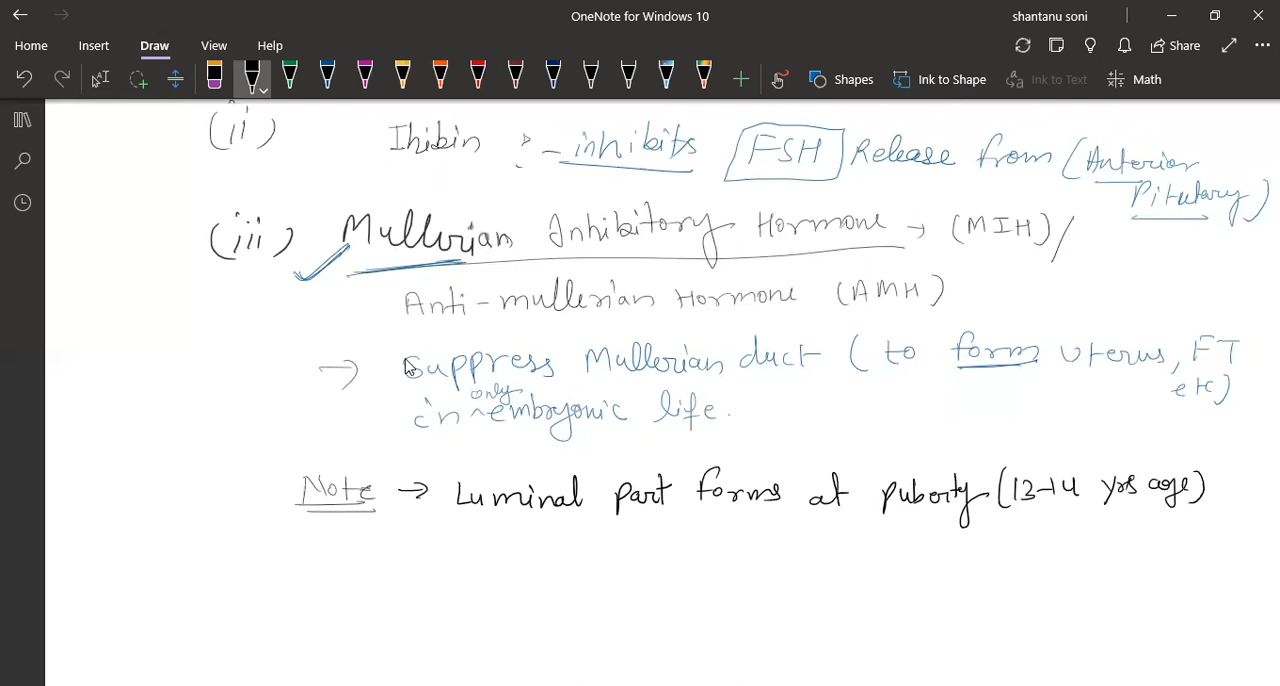 OneNote for Windows 10
shantanu soni
Home Insert Draw View Help
Share
Shapes Ink to Shape Ink to Text Math
(ii) Ihibin :- inhibits FSH Release from (Anterior
Pitutary)
(iii) Mullerian Inhibitory Hormone → (MIH)/
Anti-mullerian Hormone (AMH)
→ Suppress Mullerian duct (to form uterus, FT
etc)
only
in ^ embryonic life.
Note → Luminal part forms at puberty (13-14 yrs age)